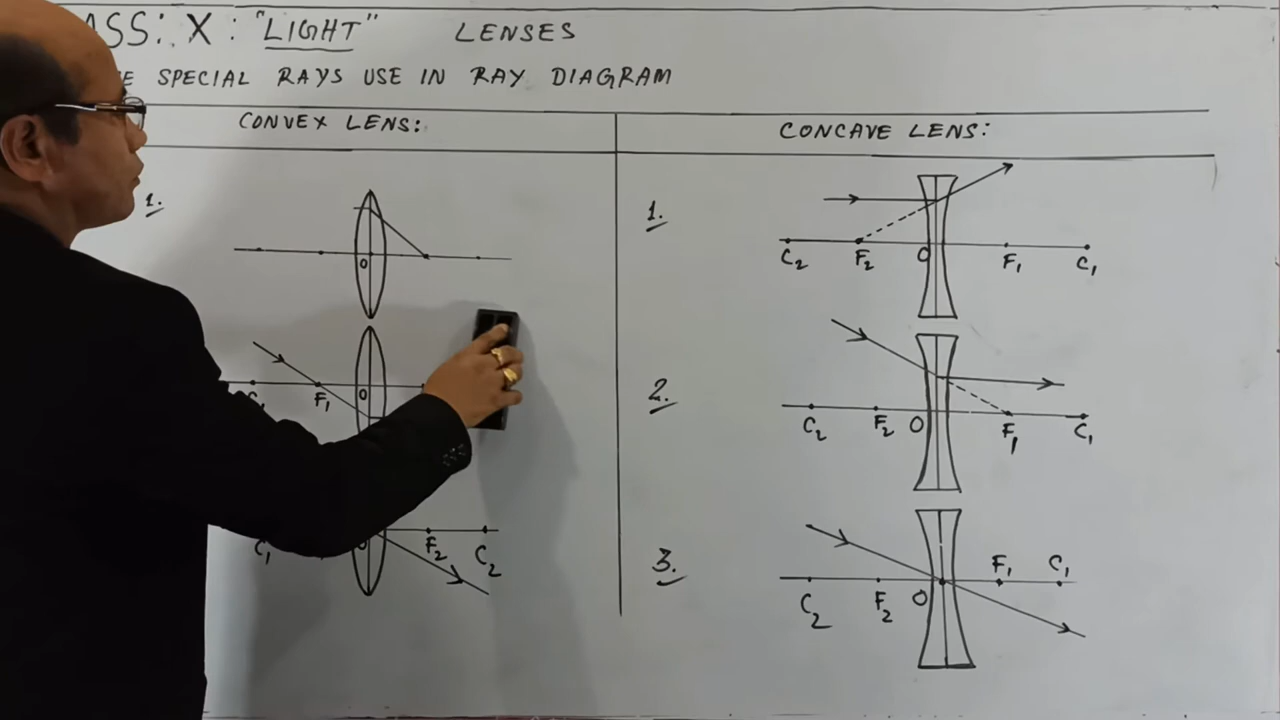 ASS: X : "LIGHT" LENSES
E SPECIAL RAYS USE IN RAY DIAGRAM
CONVEX LENS:
CONCAVE LENS:
1.
O
F₁
O
C₁
O
F₂
C₂
1.
C₂ F₂ O F₁ C₁
2.
C₂ F₂ O F₁ C₁
3.
C₂ F₂ O F₁ C₁